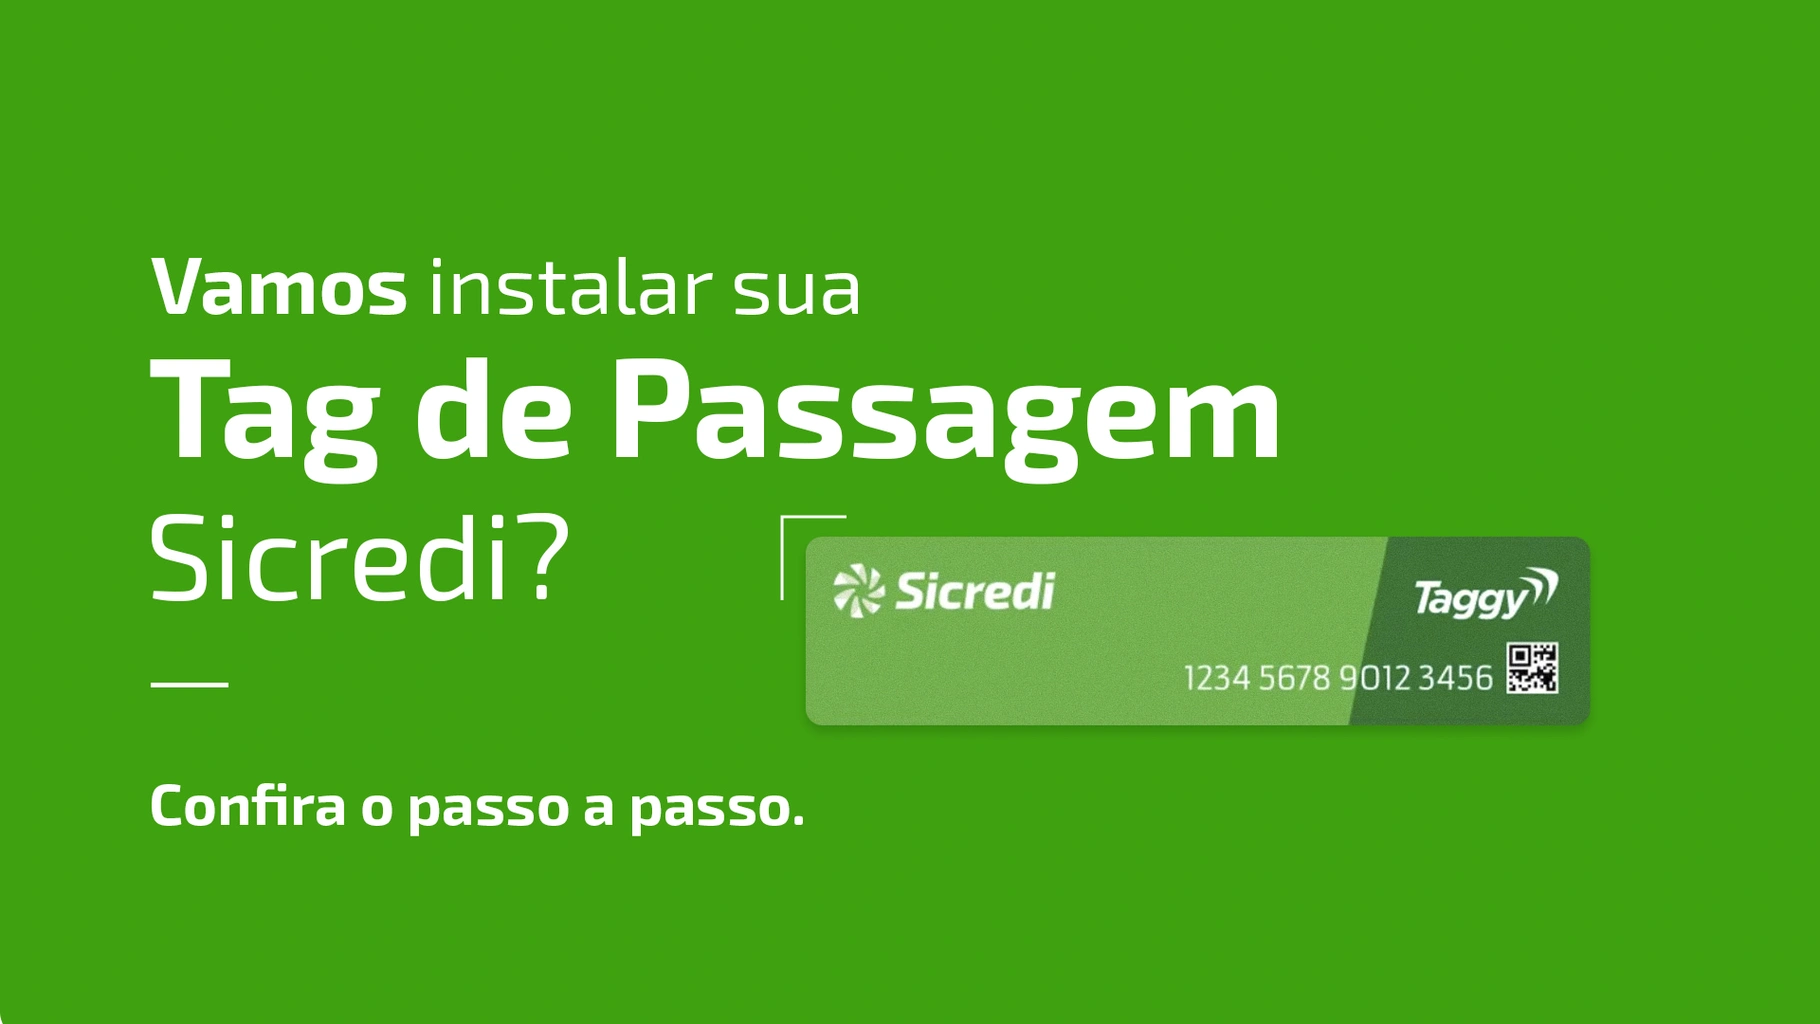 Vamos instalar sua
Tag de Passagem
Sicredi?
Sicredi
Taggy
1234 5678 9012 3456
Confira o passo a passo.